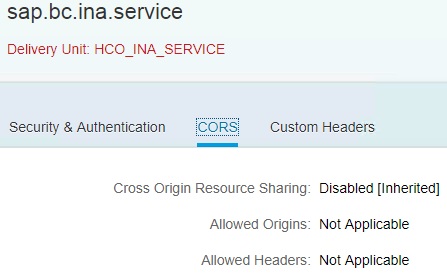 sap.bc.ina.service
Delivery Unit: HCO_INA_SERVICE
Security & Authentication CORS Custom Headers
Cross Origin Resource Sharing: Disabled [Inherited]
Allowed Origins: Not Applicable
Allowed Headers: Not Applicable